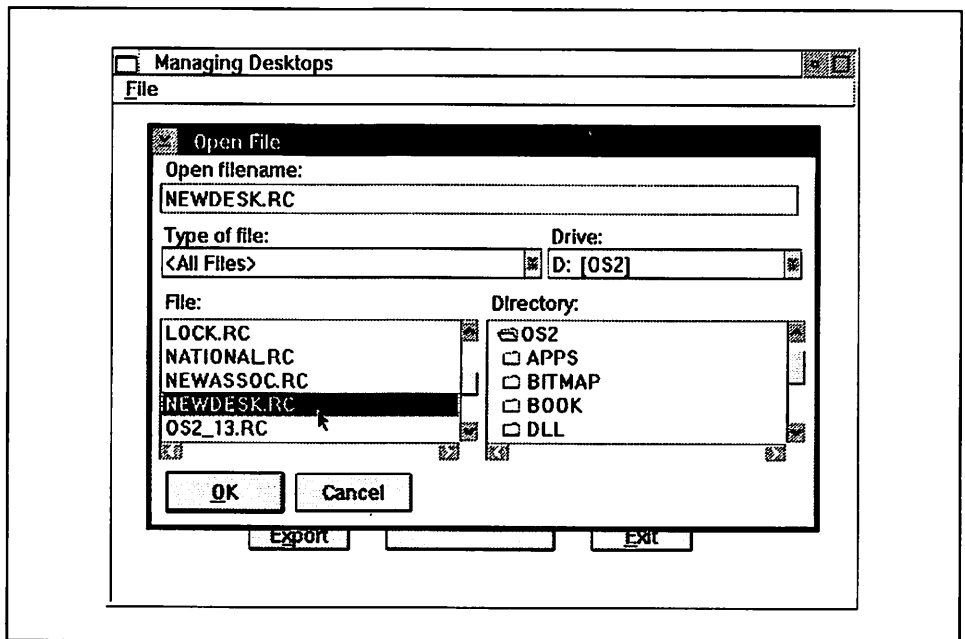 Managing Desktops
File
Open File
Open filename:
NEWDESK.RC
Type of file:
Drive:
<All Files>
D: [OS2]
File:
Directory:
LOCK.RC
NATIONAL.RC
NEWASSOC.RC
NEWDESK.RC
OS2_13.RC
OS2
APPS
BITMAP
BOOK
DLL
OK
Cancel
Export
Exit